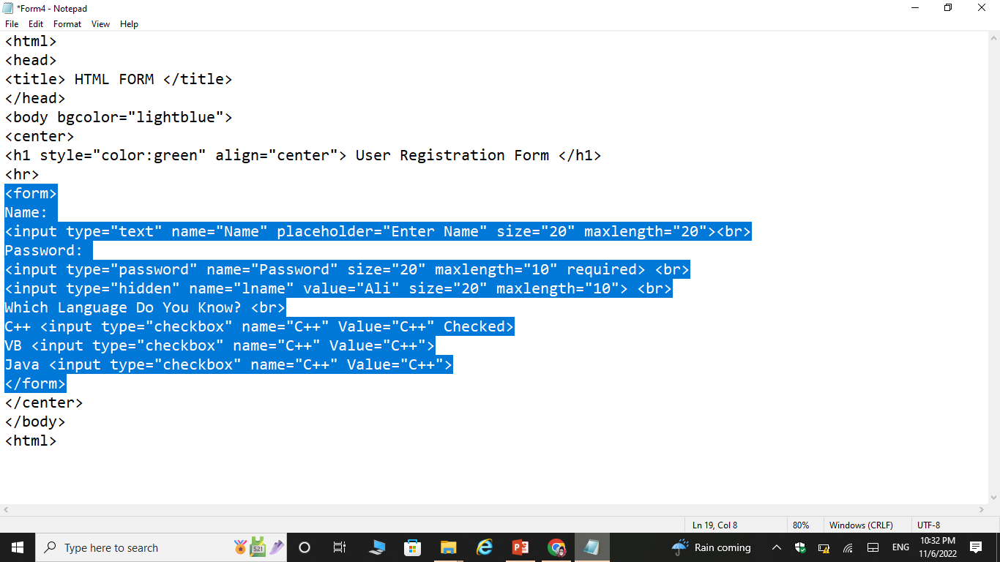 *Form4 - Notepad
File Edit Format View Help
<html>
<head>
<title> HTML FORM </title>
</head>
<body bgcolor="lightblue">
<center>
<h1 style="color:green" align="center"> User Registration Form </h1>
<hr>
<form>
Name:
<input type="text" name="Name" placeholder="Enter Name" size="20" maxlength="20"><br>
Password:
<input type="password" name="Password" size="20" maxlength="10" required> <br>
<input type="hidden" name="lname" value="Ali" size="20" maxlength="10"> <br>
Which Language Do You Know? <br>
C++ <input type="checkbox" name="C++" Value="C++" Checked>
VB <input type="checkbox" name="C++" Value="C++">
Java <input type="checkbox" name="C++" Value="C++">
</form>
</center>
</body>
<html>
Ln 19, Col 8 80% Windows (CRLF) UTF-8
Type here to search 521 Rain coming ENG 10:32 PM
11/6/2022